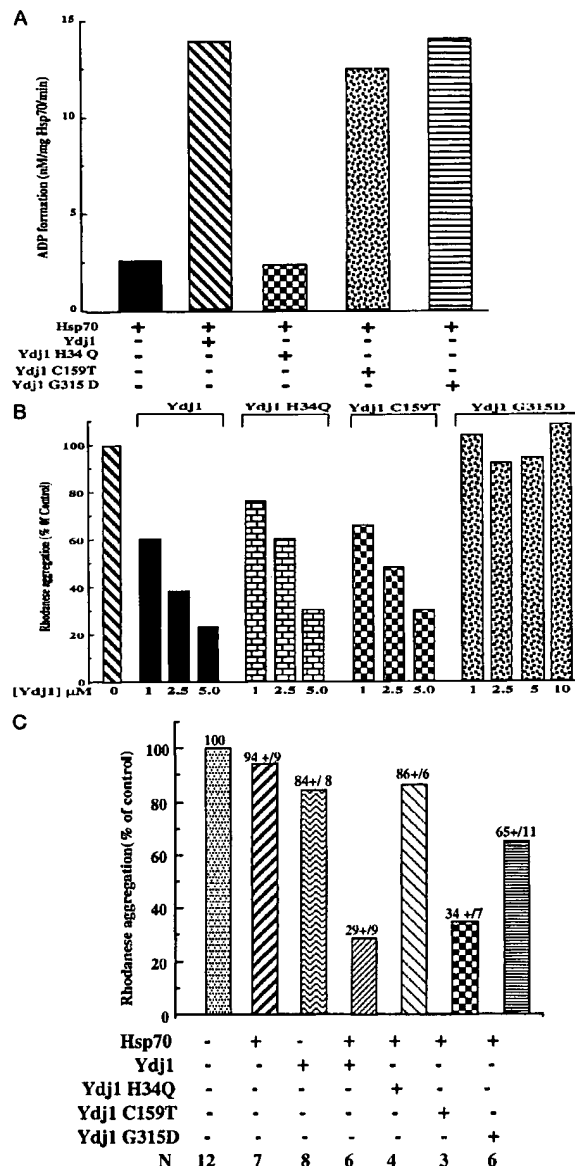 A
ADP formation (nM/mg Hsp70/min)
15
10
5
0
Hsp70 + + + + +
Ydj1 - + - - -
Ydj1 H34 Q - - + - -
Ydj1 C159T - - - + -
Ydj1 G315 D - - - - +
B
Ydj1 Ydj1 H34Q Ydj1 C159T Ydj1 G315D
Rhodanese aggregation (% of Control)
100
80
60
40
20
0
[Ydj1] µM 0 1 2.5 5.0 1 2.5 5.0 1 2.5 5.0 1 2.5 5 10
C
Rhodanese aggregation(% of control)
100
80
60
40
20
0
100 94 +/9 84+/ 8 29+/9 86+/6 34 +/7 65+/11
Hsp70 - + - + + + +
Ydj1 - - + + - - -
Ydj1 H34Q - - - - + - -
Ydj1 C159T - - - - - + -
Ydj1 G315D - - - - - - +
N 12 7 8 6 4 3 6